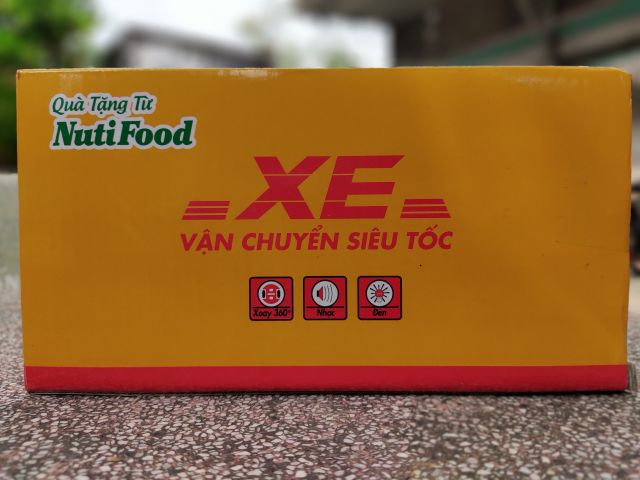 Quà Tặng Từ
NutiFood
XE
VẬN CHUYỂN SIÊU TỐC
Xoay 360°
Nhạc
Đèn